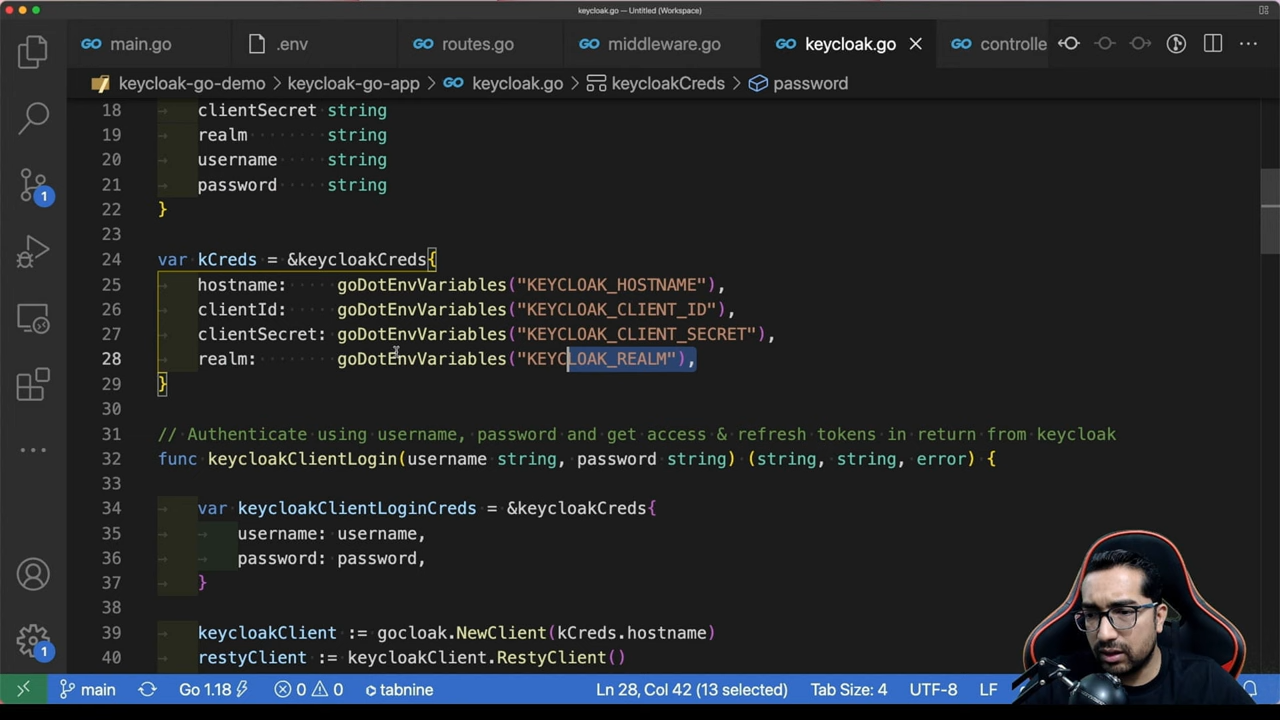 keycloak.go — Untitled (Workspace)
main.go .env routes.go middleware.go keycloak.go controlle
keycloak-go-demo > keycloak-go-app > keycloak.go > keycloakCreds > password
18 clientSecret string
19 realm string
20 username string
21 password string
22 }
23
24 var kCreds = &keycloakCreds{
25 hostname: goDotEnvVariables("KEYCLOAK_HOSTNAME"),
26 clientId: goDotEnvVariables("KEYCLOAK_CLIENT_ID"),
27 clientSecret: goDotEnvVariables("KEYCLOAK_CLIENT_SECRET"),
28 realm: goDotEnvVariables("KEYCLOAK_REALM"),
29 }
30
31 // Authenticate using username, password and get access & refresh tokens in return from keycloak
32 func keycloakClientLogin(username string, password string) (string, string, error) {
33
34 var keycloakClientLoginCreds = &keycloakCreds{
35 username: username,
36 password: password,
37 }
38
39 keycloakClient := gocloak.NewClient(kCreds.hostname)
40 restyClient := keycloakClient.RestyClient()
1
1
main Go 1.18 0 0 tabnine Ln 28, Col 42 (13 selected) Tab Size: 4 UTF-8 LF